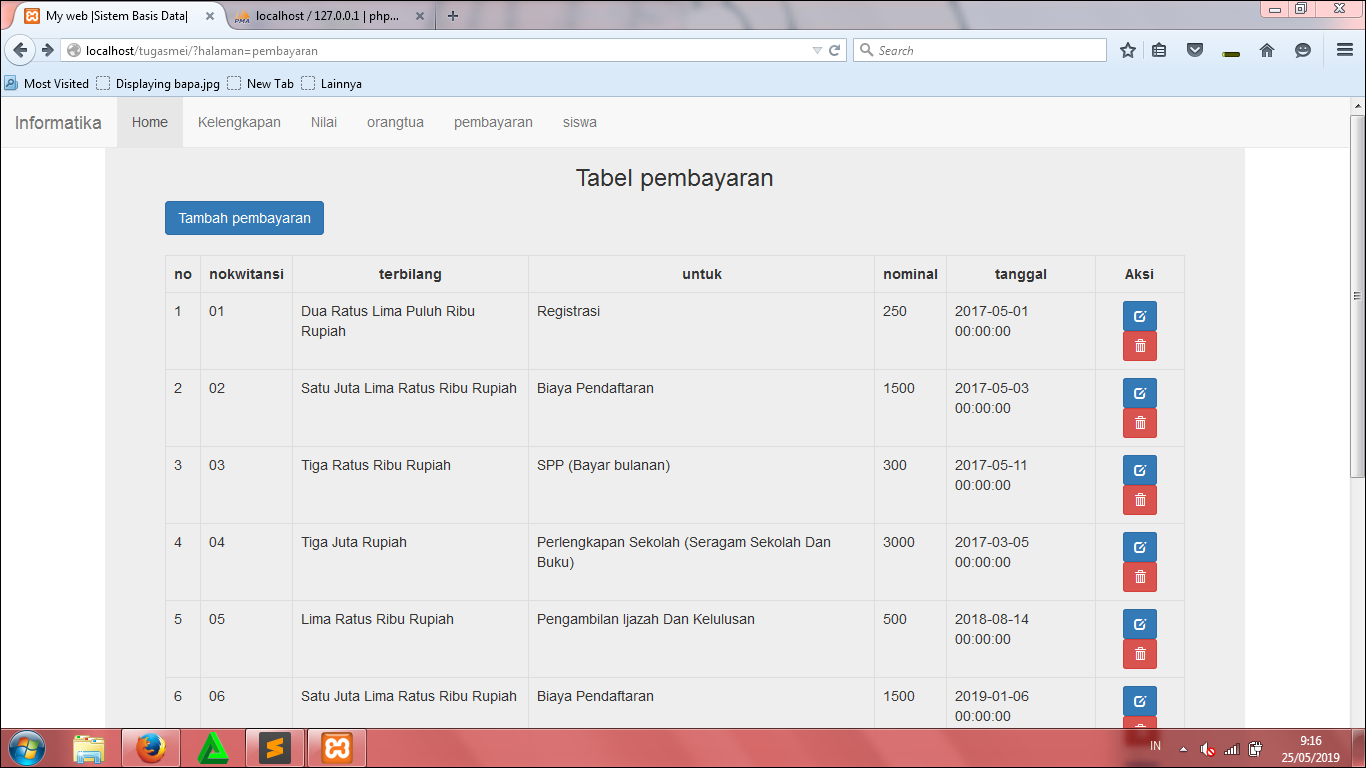 My web |Sistem Basis Data|
localhost / 127.0.0.1 | php...
localhost/tugasmei/?halaman=pembayaran
Search
Most Visited
Displaying bapa.jpg
New Tab
Lainnya
Informatika
Home
Kelengkapan
Nilai
orangtua
pembayaran
siswa
Tabel pembayaran
Tambah pembayaran
no nokwitansi terbilang untuk nominal tanggal Aksi
1 01 Dua Ratus Lima Puluh Ribu Registrasi 250 2017-05-01
Rupiah 00:00:00
2 02 Satu Juta Lima Ratus Ribu Rupiah Biaya Pendaftaran 1500 2017-05-03
00:00:00
3 03 Tiga Ratus Ribu Rupiah SPP (Bayar bulanan) 300 2017-05-11
00:00:00
4 04 Tiga Juta Rupiah Perlengkapan Sekolah (Seragam Sekolah Dan 3000 2017-03-05
Buku) 00:00:00
5 05 Lima Ratus Ribu Rupiah Pengambilan Ijazah Dan Kelulusan 500 2018-08-14
00:00:00
6 06 Satu Juta Lima Ratus Ribu Rupiah Biaya Pendaftaran 1500 2019-01-06
00:00:00
IN
9:16
25/05/2019